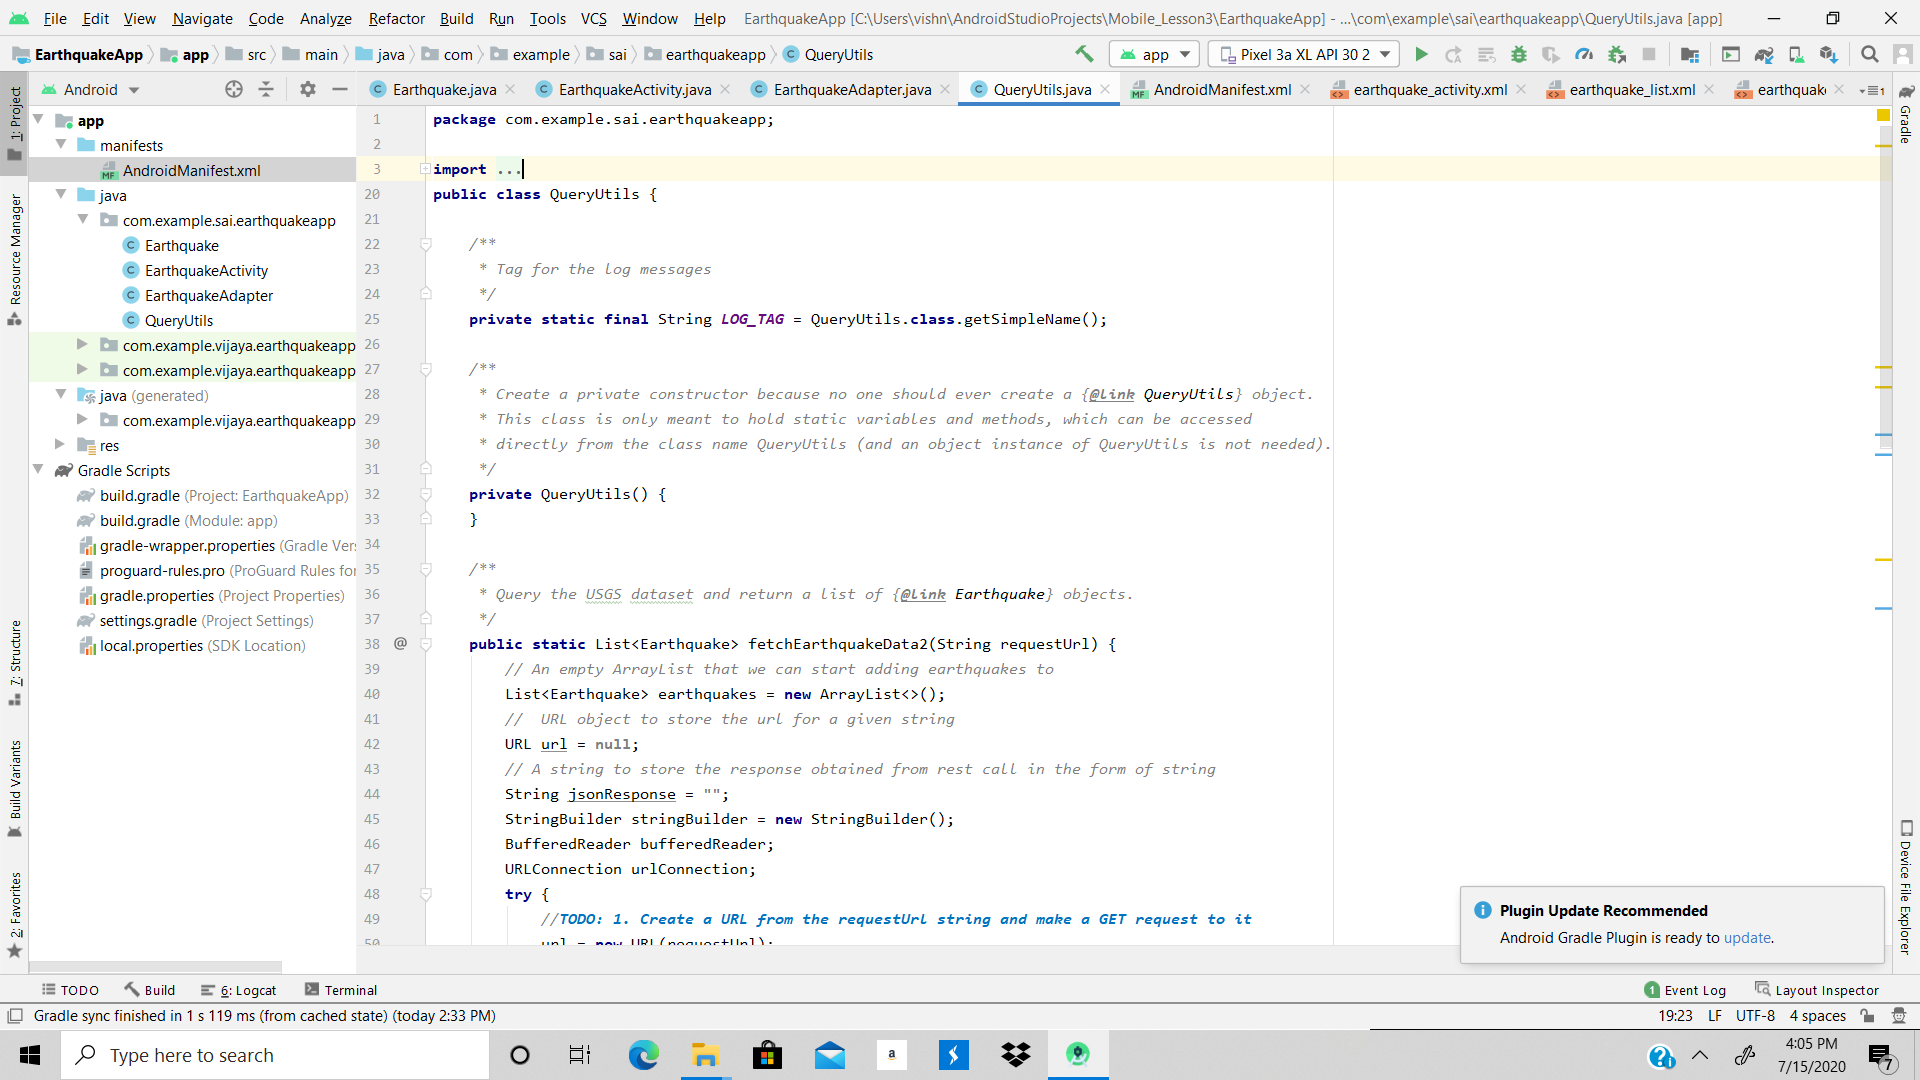 File Edit View Navigate Code Analyze Refactor Build Run Tools VCS Window Help EarthquakeApp [C:\Users\vishn\AndroidStudioProjects\Mobile_Lesson3\EarthquakeApp] - ...\com\example\sai\earthquakeapp\QueryUtils.java [app]
EarthquakeApp app src main java com example sai earthquakeapp QueryUtils app Pixel 3a XL API 30 2
Android Earthquake.java EarthquakeActivity.java EarthquakeAdapter.java QueryUtils.java AndroidManifest.xml earthquake_activity.xml earthquake_list.xml earthquake 1
1: Project
Resource Manager
7: Structure
Build Variants
2: Favorites
app
manifests
AndroidManifest.xml
java
com.example.sai.earthquakeapp
Earthquake
EarthquakeActivity
EarthquakeAdapter
QueryUtils
com.example.vijaya.earthquakeapp
com.example.vijaya.earthquakeapp
java (generated)
com.example.vijaya.earthquakeapp
res
Gradle Scripts
build.gradle (Project: EarthquakeApp)
build.gradle (Module: app)
gradle-wrapper.properties (Gradle Ver
proguard-rules.pro (ProGuard Rules for
gradle.properties (Project Properties)
settings.gradle (Project Settings)
local.properties (SDK Location)
1 package com.example.sai.earthquakeapp;
2
3 import ...
20 public class QueryUtils {
21
22 /**
23 * Tag for the log messages
24 */
25 private static final String LOG_TAG = QueryUtils.class.getSimpleName();
26
27 /**
28 * Create a private constructor because no one should ever create a {@link QueryUtils} object.
29 * This class is only meant to hold static variables and methods, which can be accessed
30 * directly from the class name QueryUtils (and an object instance of QueryUtils is not needed).
31 */
32 private QueryUtils() {
33 }
34
35 /**
36 * Query the USGS dataset and return a list of {@link Earthquake} objects.
37 */
38 @ public static List<Earthquake> fetchEarthquakeData2(String requestUrl) {
39 // An empty ArrayList that we can start adding earthquakes to
40 List<Earthquake> earthquakes = new ArrayList<>();
41 //  URL object to store the url for a given string
42 URL url = null;
43 // A string to store the response obtained from rest call in the form of string
44 String jsonResponse = "";
45 StringBuilder stringBuilder = new StringBuilder();
46 BufferedReader bufferedReader;
47 URLConnection urlConnection;
48 try {
49 //TODO: 1. Create a URL from the requestUrl string and make a GET request to it
50 url = new URL(requestUrl);
Gradle
Device File Explorer
Plugin Update Recommended
Android Gradle Plugin is ready to update.
TODO Build 6: Logcat Terminal 1 Event Log Layout Inspector
Gradle sync finished in 1 s 119 ms (from cached state) (today 2:33 PM) 19:23 LF UTF-8 4 spaces
Type here to search a 4:05 PM
7/15/2020 7